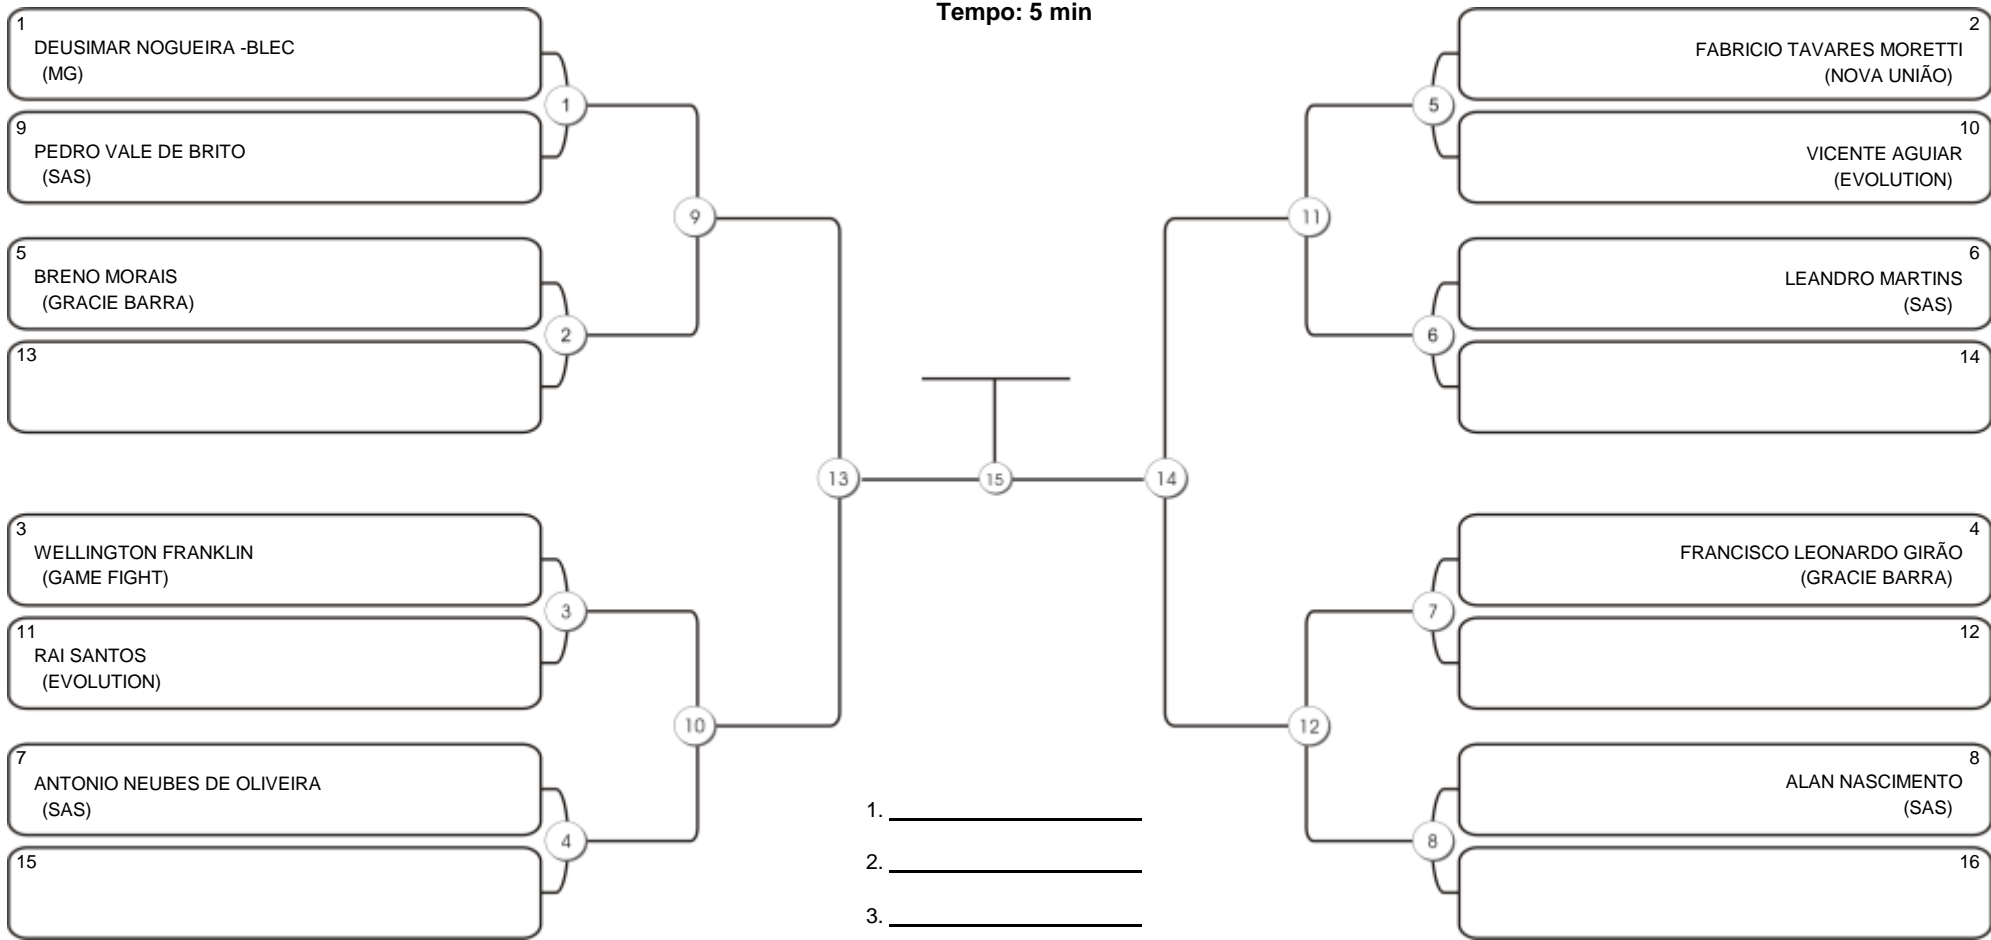 Tempo: 5 min
1
DEUSIMAR NOGUEIRA -BLEC
(MG)
1
9
PEDRO VALE DE BRITO
(SAS)
9
5
BRENO MORAIS
(GRACIE BARRA)
2
13
13
3
WELLINGTON FRANKLIN
(GAME FIGHT)
3
11
RAI SANTOS
(EVOLUTION)
10
7
ANTONIO NEUBES DE OLIVEIRA
(SAS)
4
15
15
1.
2.
3.
2
FABRICIO TAVARES MORETTI
(NOVA UNIÃO)
5
10
VICENTE AGUIAR
(EVOLUTION)
11
6
LEANDRO MARTINS
(SAS)
6
14
14
4
FRANCISCO LEONARDO GIRÃO
(GRACIE BARRA)
7
12
12
8
ALAN NASCIMENTO
(SAS)
8
16